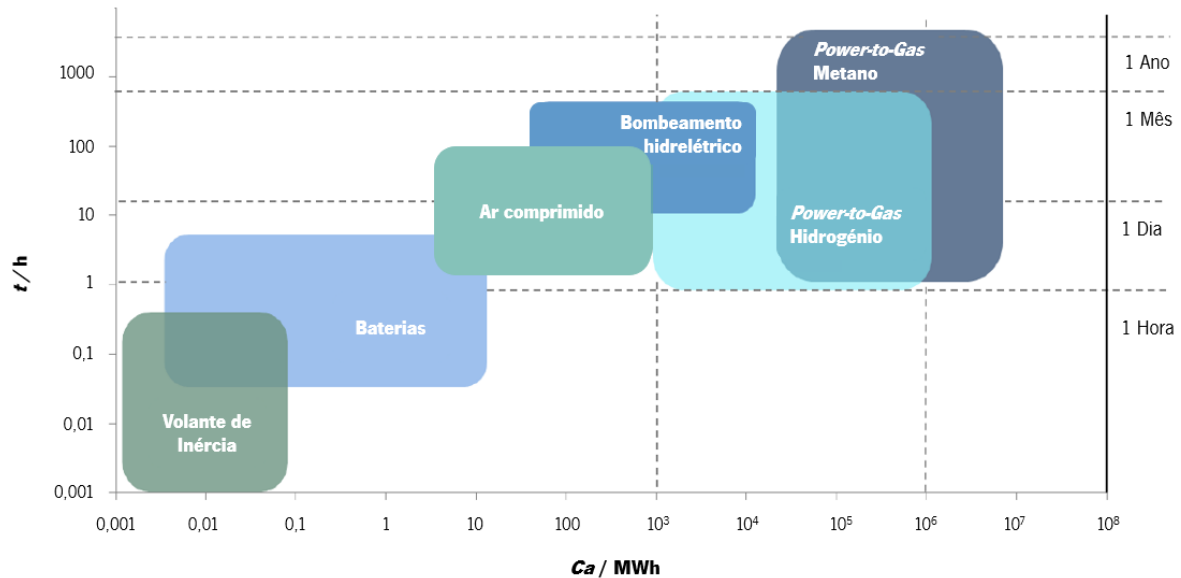 1000
100
10
1
0,1
0,01
0,001
t / h
Power-to-Gas
Metano
Bombeamento
hidrelétrico
Ar comprimido
Power-to-Gas
Hidrogénio
Baterias
Volante de
Inércia
1 Ano
1 Mês
1 Dia
1 Hora
0,001
0,01
0,1
1
10
100
10³
10⁴
10⁵
10⁶
10⁷
10⁸
Ca / MWh